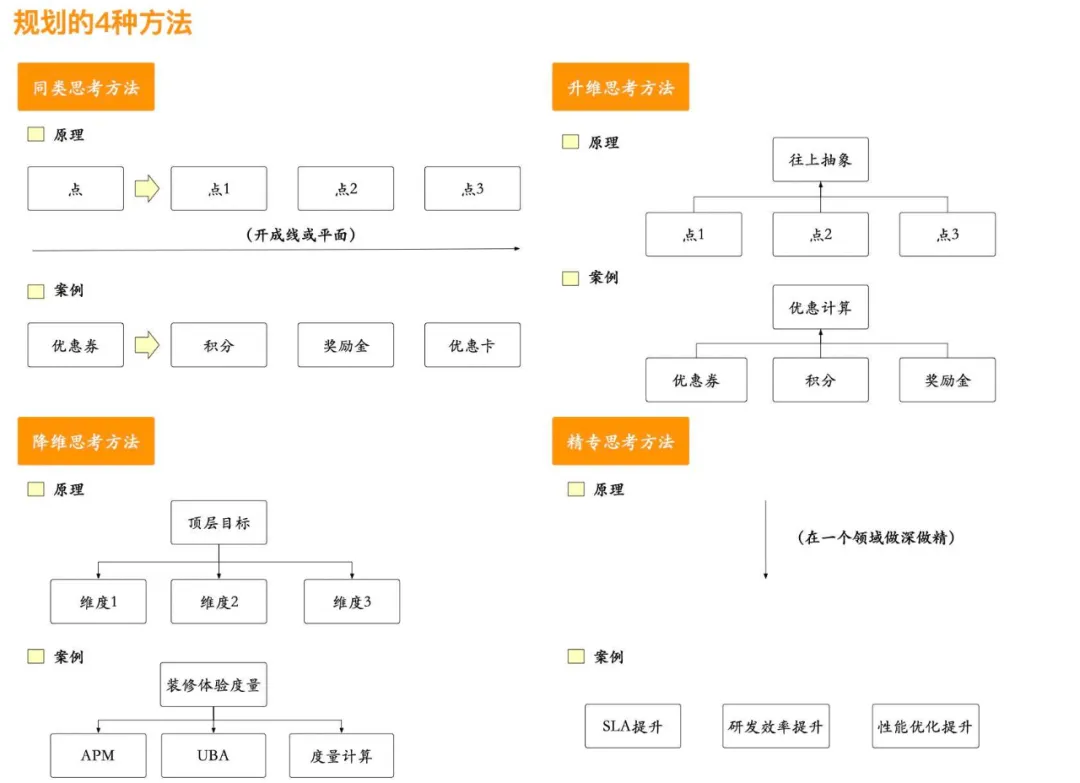 规划的4种方法
同类思考方法
原理
点
点1
点2
点3
（开成线或平面）
案例
优惠券
积分
奖励金
优惠卡
升维思考方法
原理
往上抽象
点1
点2
点3
案例
优惠计算
优惠券
积分
奖励金
降维思考方法
原理
顶层目标
维度1
维度2
维度3
案例
装修体验度量
APM
UBA
度量计算
精专思考方法
原理
（在一个领域做深做精）
案例
SLA提升
研发效率提升
性能优化提升